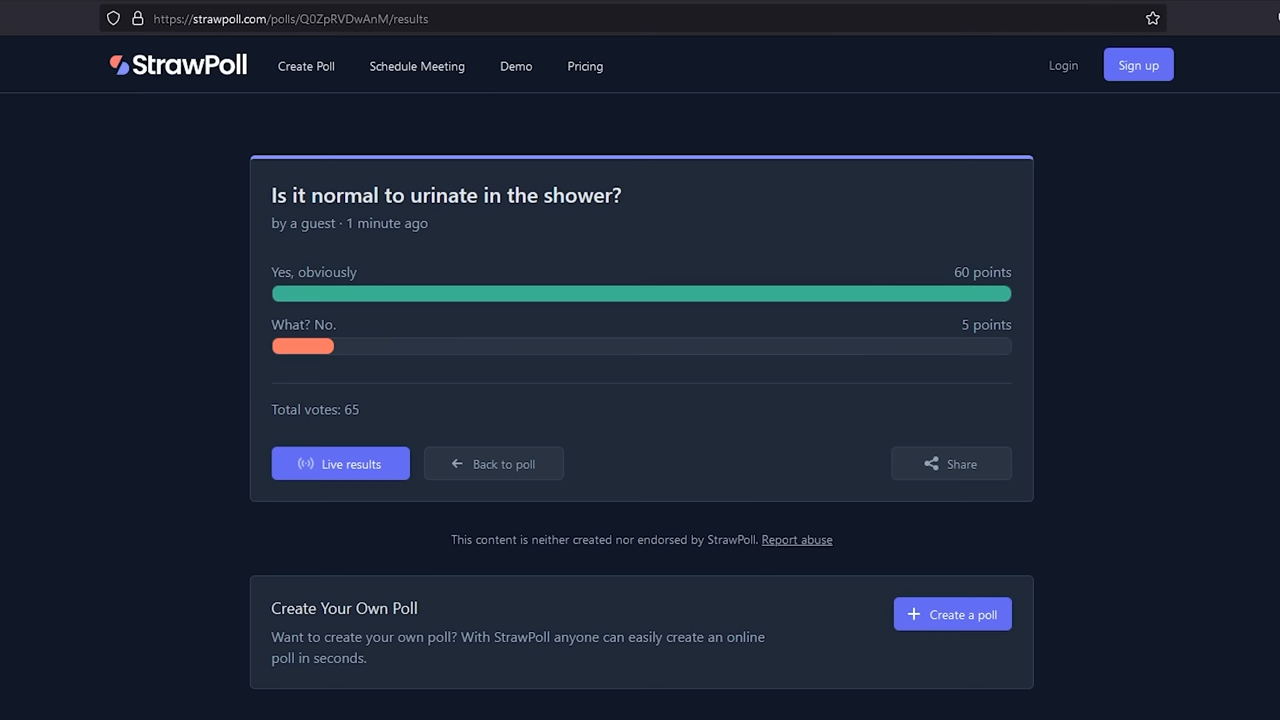 https://strawpoll.com/polls/Q0ZpRVDwAnM/results
StrawPoll Create Poll Schedule Meeting Demo Pricing Login Sign up
Is it normal to urinate in the shower?
by a guest · 1 minute ago
Yes, obviously 60 points
What? No. 5 points
Total votes: 65
Live results Back to poll Share
This content is neither created nor endorsed by StrawPoll. Report abuse
Create Your Own Poll
Create a poll
Want to create your own poll? With StrawPoll anyone can easily create an online
poll in seconds.